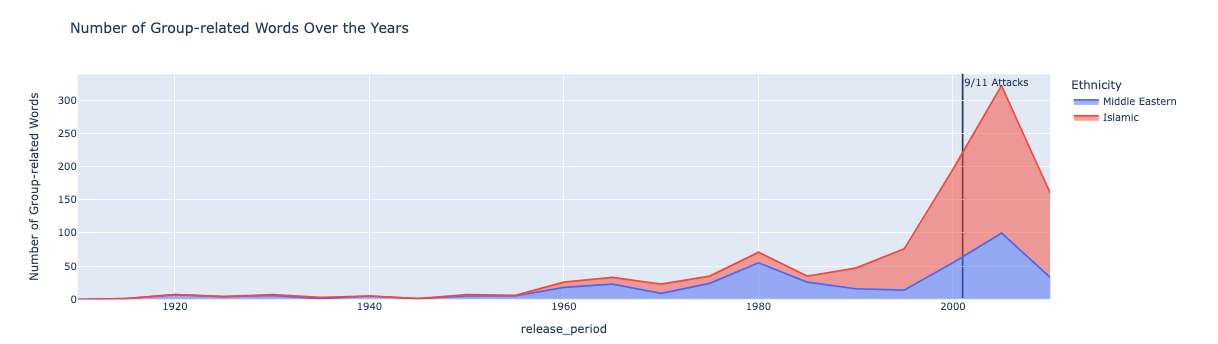 Number of Group-related Words Over the Years
Number of Group-related Words
300
250
200
150
100
50
0
9/11 Attacks
1920
1940
1960
1980
2000
release_period
Ethnicity
Middle Eastern
Islamic